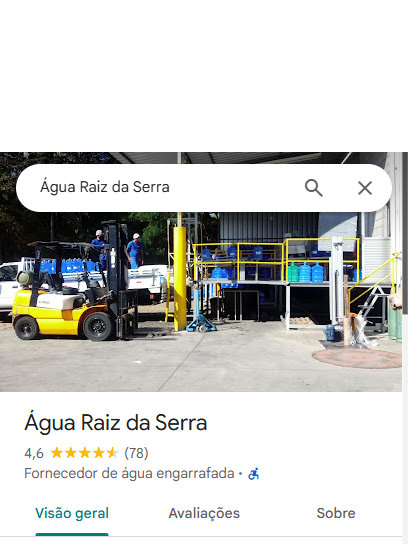 Água Raiz da Serra
Água Raiz da Serra
4,6 (78)
Fornecedor de água engarrafada ·
Visão geral Avaliações Sobre